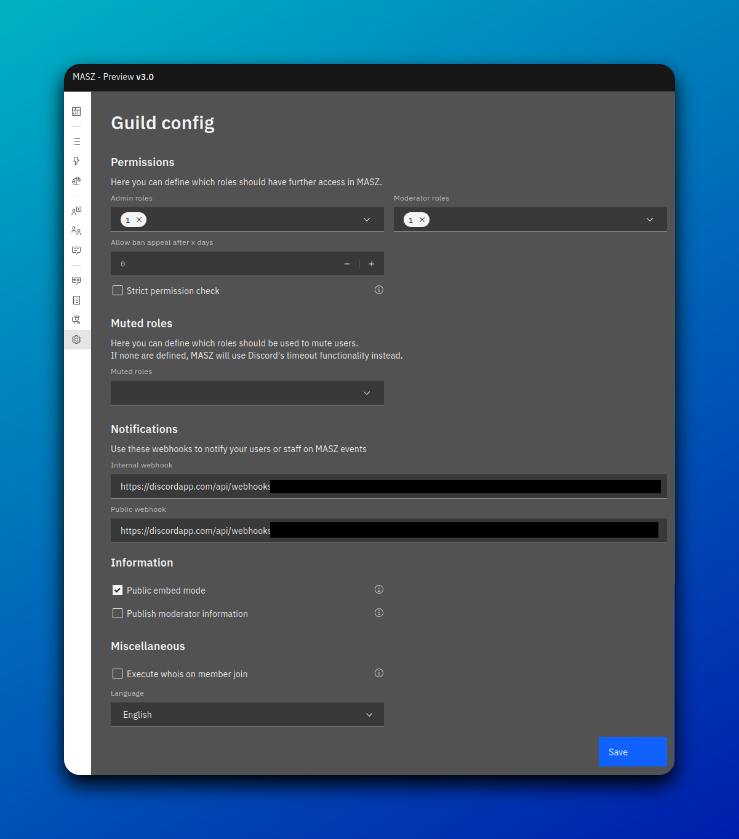 MASZ - Preview v3.0
Guild config
Permissions
Here you can define which roles should have further access in MASZ.
Admin roles
Moderator roles
1 ×
1 ×
Allow ban appeal after x days
0
Strict permission check
Muted roles
Here you can define which roles should be used to mute users.
If none are defined, MASZ will use Discord's timeout functionality instead.
Muted roles
Notifications
Use these webhooks to notify your users or staff on MASZ events
Internal webhook
https://discordapp.com/api/webhooks
Public webhook
https://discordapp.com/api/webhooks
Information
Public embed mode
Publish moderator information
Miscellaneous
Execute whois on member join
Language
English
Save